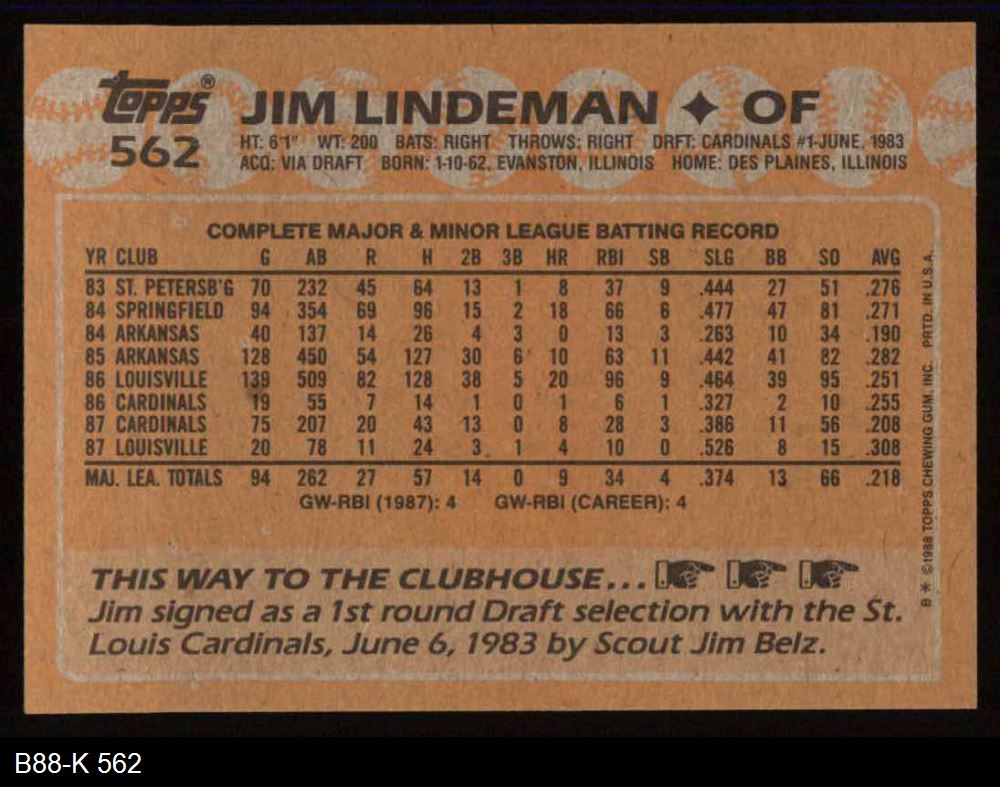 topps®
562
JIM LINDEMAN ✦ OF
HT: 6'1" WT: 200 BATS: RIGHT THROWS: RIGHT DRFT: CARDINALS #1-JUNE, 1983
ACQ: VIA DRAFT BORN: 1-10-62, EVANSTON, ILLINOIS HOME: DES PLAINES, ILLINOIS
COMPLETE MAJOR & MINOR LEAGUE BATTING RECORD
YR CLUB G AB R H 2B 3B HR RBI SB SLG BB SO AVG
83 ST. PETERSB'G 70 232 45 64 13 1 8 37 9 .444 27 51 .276
84 SPRINGFIELD 94 354 69 96 15 2 18 66 6 .477 47 81 .271
84 ARKANSAS 40 137 14 26 4 3 0 13 3 .263 10 34 .190
85 ARKANSAS 128 450 54 127 30 6 10 63 11 .442 41 82 .282
86 LOUISVILLE 139 509 82 128 38 5 20 96 9 .464 39 95 .251
86 CARDINALS 19 55 7 14 1 0 1 6 1 .327 2 10 .255
87 CARDINALS 75 207 20 43 13 0 8 28 3 .386 11 56 .208
87 LOUISVILLE 20 78 11 24 3 1 4 10 0 .526 8 15 .308
MAJ. LEA. TOTALS 94 262 27 57 14 0 9 34 4 .374 13 66 .218
GW-RBI (1987): 4 GW-RBI (CAREER): 4
THIS WAY TO THE CLUBHOUSE...
Jim signed as a 1st round Draft selection with the St.
Louis Cardinals, June 6, 1983 by Scout Jim Belz.
B * ©1988 TOPPS CHEWING GUM, INC. PRTD. IN U.S.A.
B88-K 562